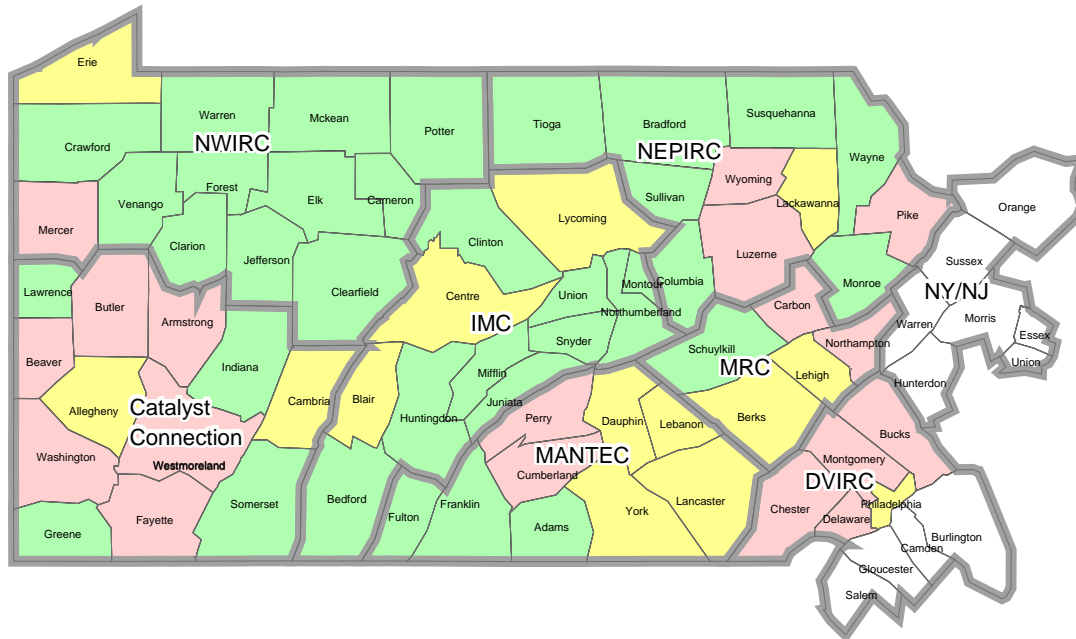 Erie
Warren
Mckean
Potter
Tioga
Bradford
Susquehanna
Crawford
NWIRC
NEPIRC
Wayne
Forest
Wyoming
Venango
Elk
Cameron
Sullivan
Lackawanna
Orange
Mercer
Lycoming
Pike
Clarion
Clinton
Jefferson
Luzerne
Sussex
Lawrence
Clearfield
Centre
Union
Montour
Columbia
Monroe
NY/NJ
Butler
Armstrong
IMC
Northumberland
Carbon
Warren
Morris
Essex
Beaver
Indiana
Snyder
Schuylkill
Northampton
Union
Mifflin
MRC
Lehigh
Hunterdon
Allegheny
Catalyst
Connection
Cambria
Blair
Huntingdon
Juniata
Perry
Dauphin
Lebanon
Berks
Washington
Westmoreland
MANTEC
Cumberland
Bucks
Montgomery
DVIRC
Fayette
Somerset
Bedford
Franklin
Fulton
Lancaster
York
Chester
Delaware
Philadelphia
Greene
Adams
Burlington
Camden
Gloucester
Salem